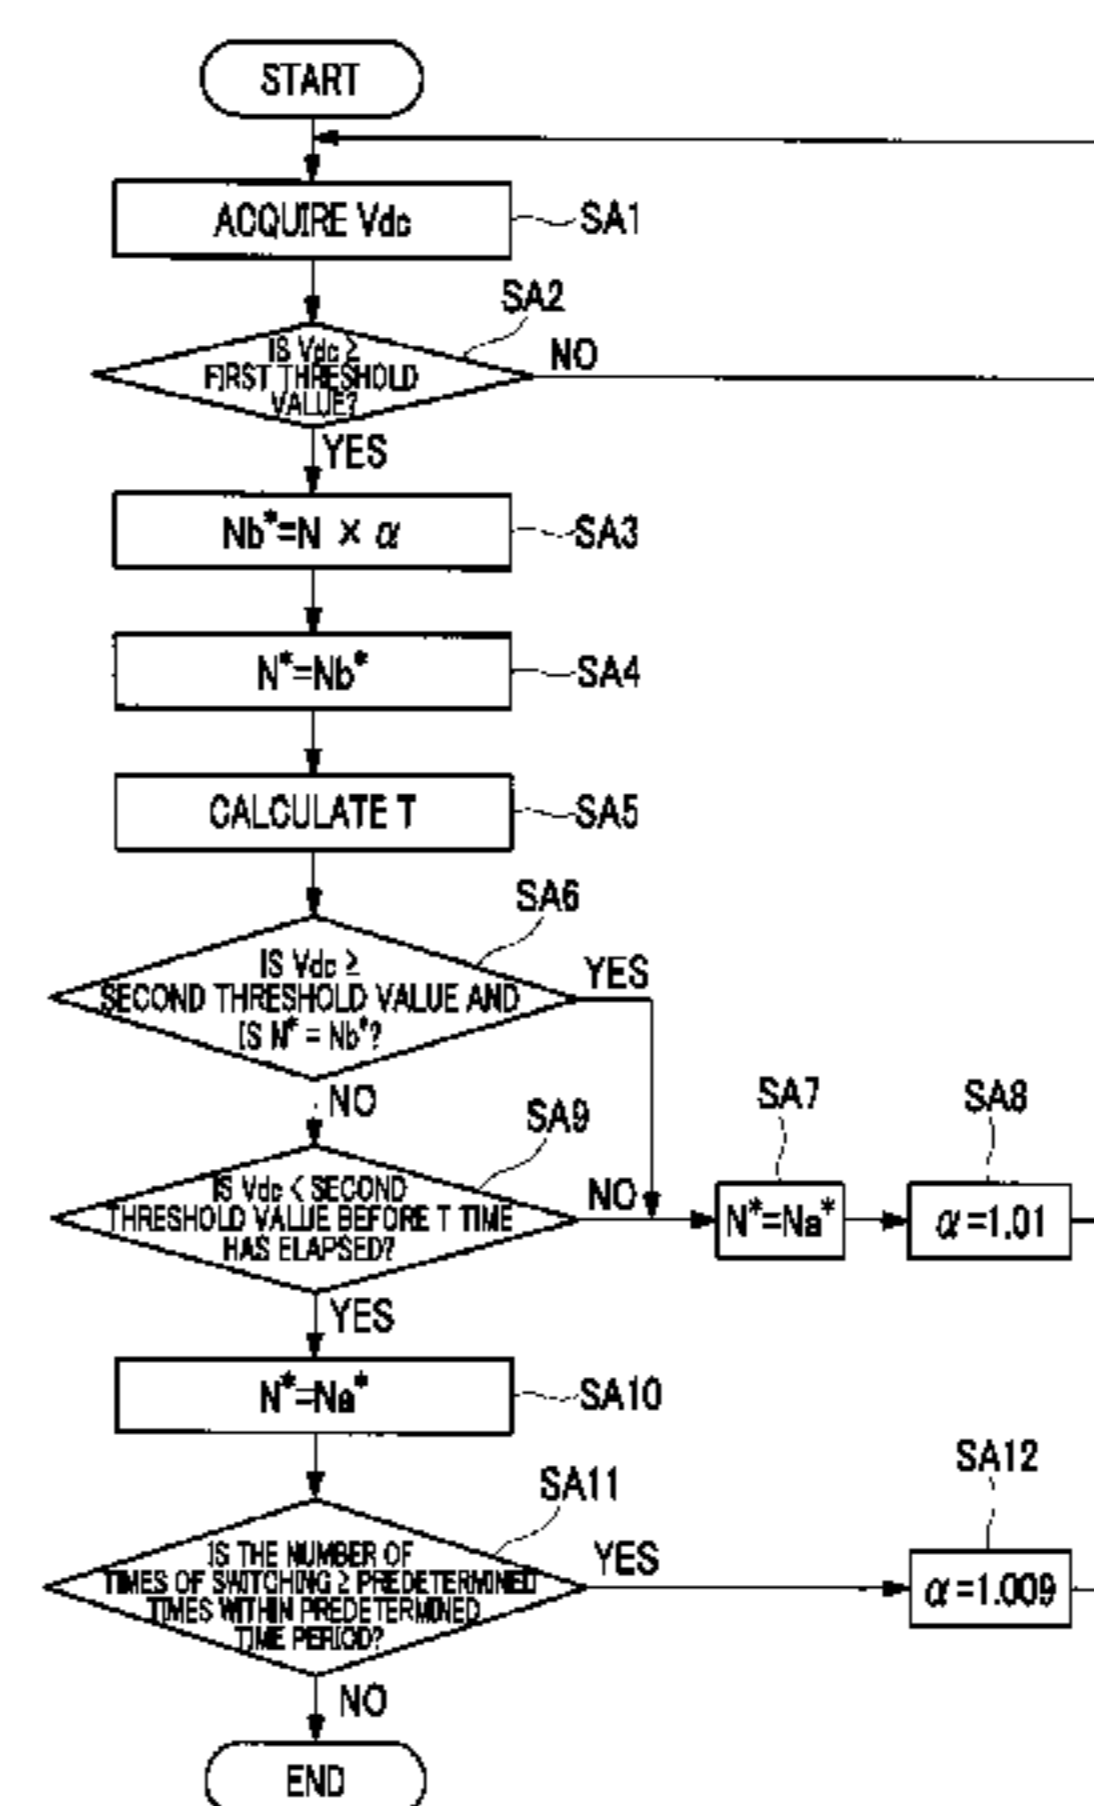 START
ACQUIRE Vdc
SA1
SA2
IS Vdc ≥
FIRST THRESHOLD
VALUE?
NO
YES
Nb*=N × α
SA3
N*=Nb*
SA4
CALCULATE T
SA5
SA6
IS Vdc ≥
SECOND THRESHOLD VALUE AND
IS N* = Nb*?
YES
NO
SA9
IS Vdc < SECOND
THRESHOLD VALUE BEFORE T TIME
HAS ELAPSED?
NO
SA7
N*=Na*
SA8
α=1.01
YES
N*=Na*
SA10
SA11
IS THE NUMBER OF
TIMES OF SWITCHING ≥ PREDETERMINED
TIMES WITHIN PREDETERMINED
TIME PERIOD?
YES
SA12
α=1.009
NO
END